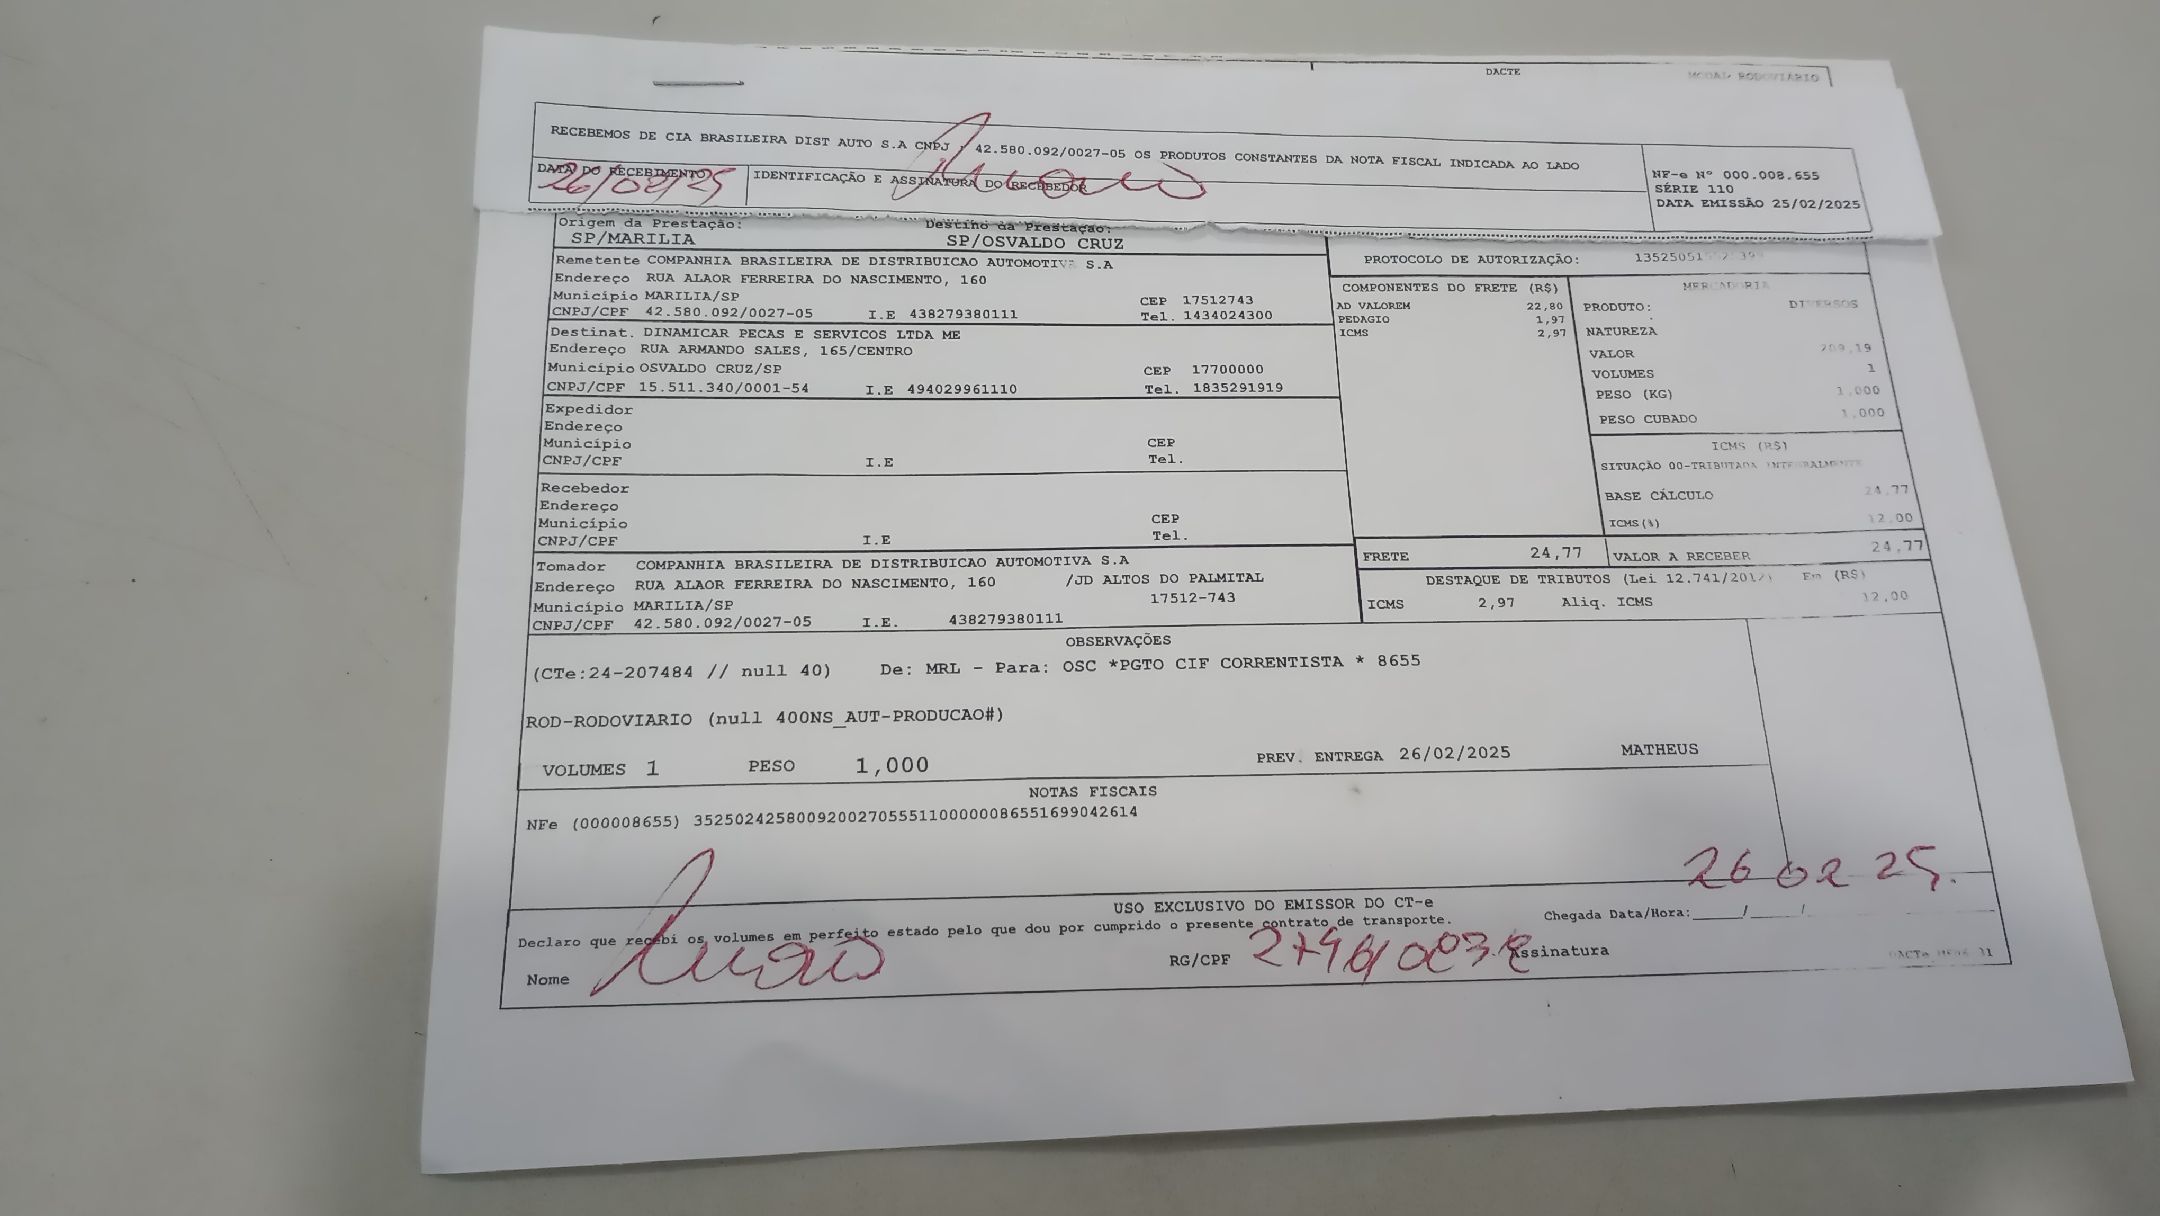 DACTE
MODAL RODOVIÁRIO
RECEBEMOS DE CIA BRASILEIRA DIST AUTO S.A CNPJ 42.580.092/0027-05 OS PRODUTOS CONSTANTES DA NOTA FISCAL INDICADA AO LADO
DATA DO RECEBIMENTO
26/02/25
IDENTIFICAÇÃO E ASSINATURA DO RECEBEDOR
NF-e Nº 000.008.655
SÉRIE 110
DATA EMISSÃO 25/02/2025
Origem da Prestação:
SP/MARILIA
Destino da Prestação:
SP/OSVALDO CRUZ
Remetente COMPANHIA BRASILEIRA DE DISTRIBUICAO AUTOMOTIVA S.A
Endereço RUA ALAOR FERREIRA DO NASCIMENTO, 160
Município MARILIA/SP CEP 17512743
CNPJ/CPF 42.580.092/0027-05 I.E 438279380111 Tel. 1434024300
Destinat. DINAMICAR PECAS E SERVICOS LTDA ME
Endereço RUA ARMANDO SALES, 165/CENTRO
Município OSVALDO CRUZ/SP CEP 17700000
CNPJ/CPF 15.511.340/0001-54 I.E 494029961110 Tel. 1835291919
Expedidor
Endereço
Município CEP
CNPJ/CPF I.E Tel.
Recebedor
Endereço
Município CEP
CNPJ/CPF I.E Tel.
Tomador COMPANHIA BRASILEIRA DE DISTRIBUICAO AUTOMOTIVA S.A
Endereço RUA ALAOR FERREIRA DO NASCIMENTO, 160 /JD ALTOS DO PALMITAL
Município MARILIA/SP 17512-743
CNPJ/CPF 42.580.092/0027-05 I.E. 438279380111
PROTOCOLO DE AUTORIZAÇÃO:
COMPONENTES DO FRETE (R$)
AD VALOREM 22,80
PEDAGIO 1,97
ICMS 2,97
MERCADORIA
PRODUTO: DIVERSOS
NATUREZA
VALOR 209,19
VOLUMES 1
PESO (KG) 1,000
PESO CUBADO 1,000
ICMS (R$)
SITUAÇÃO 00-TRIBUTADA INTEGRALMENTE
BASE CÁLCULO 24,77
ICMS(%) 12,00
FRETE 24,77 VALOR A RECEBER 24,77
DESTAQUE DE TRIBUTOS (Lei 12.741/2012) Em (R$)
ICMS 2,97 Aliq. ICMS 12,00
OBSERVAÇÕES
(CTe:24-207484 // null 40) De: MRL - Para: OSC *PGTO CIF CORRENTISTA * 8655
ROD-RODOVIARIO (null 400NS_AUT-PRODUCAO#)
VOLUMES 1 PESO 1,000 PREV. ENTREGA 26/02/2025 MATHEUS
NOTAS FISCAIS
NFe (000008655) 35250242580092002705551100000086551699042614
26 02 25.
USO EXCLUSIVO DO EMISSOR DO CT-e
Declaro que recebi os volumes em perfeito estado pelo que dou por cumprido o presente contrato de transporte.
Chegada Data/Hora:____/____/
Nome RG/CPF Assinatura